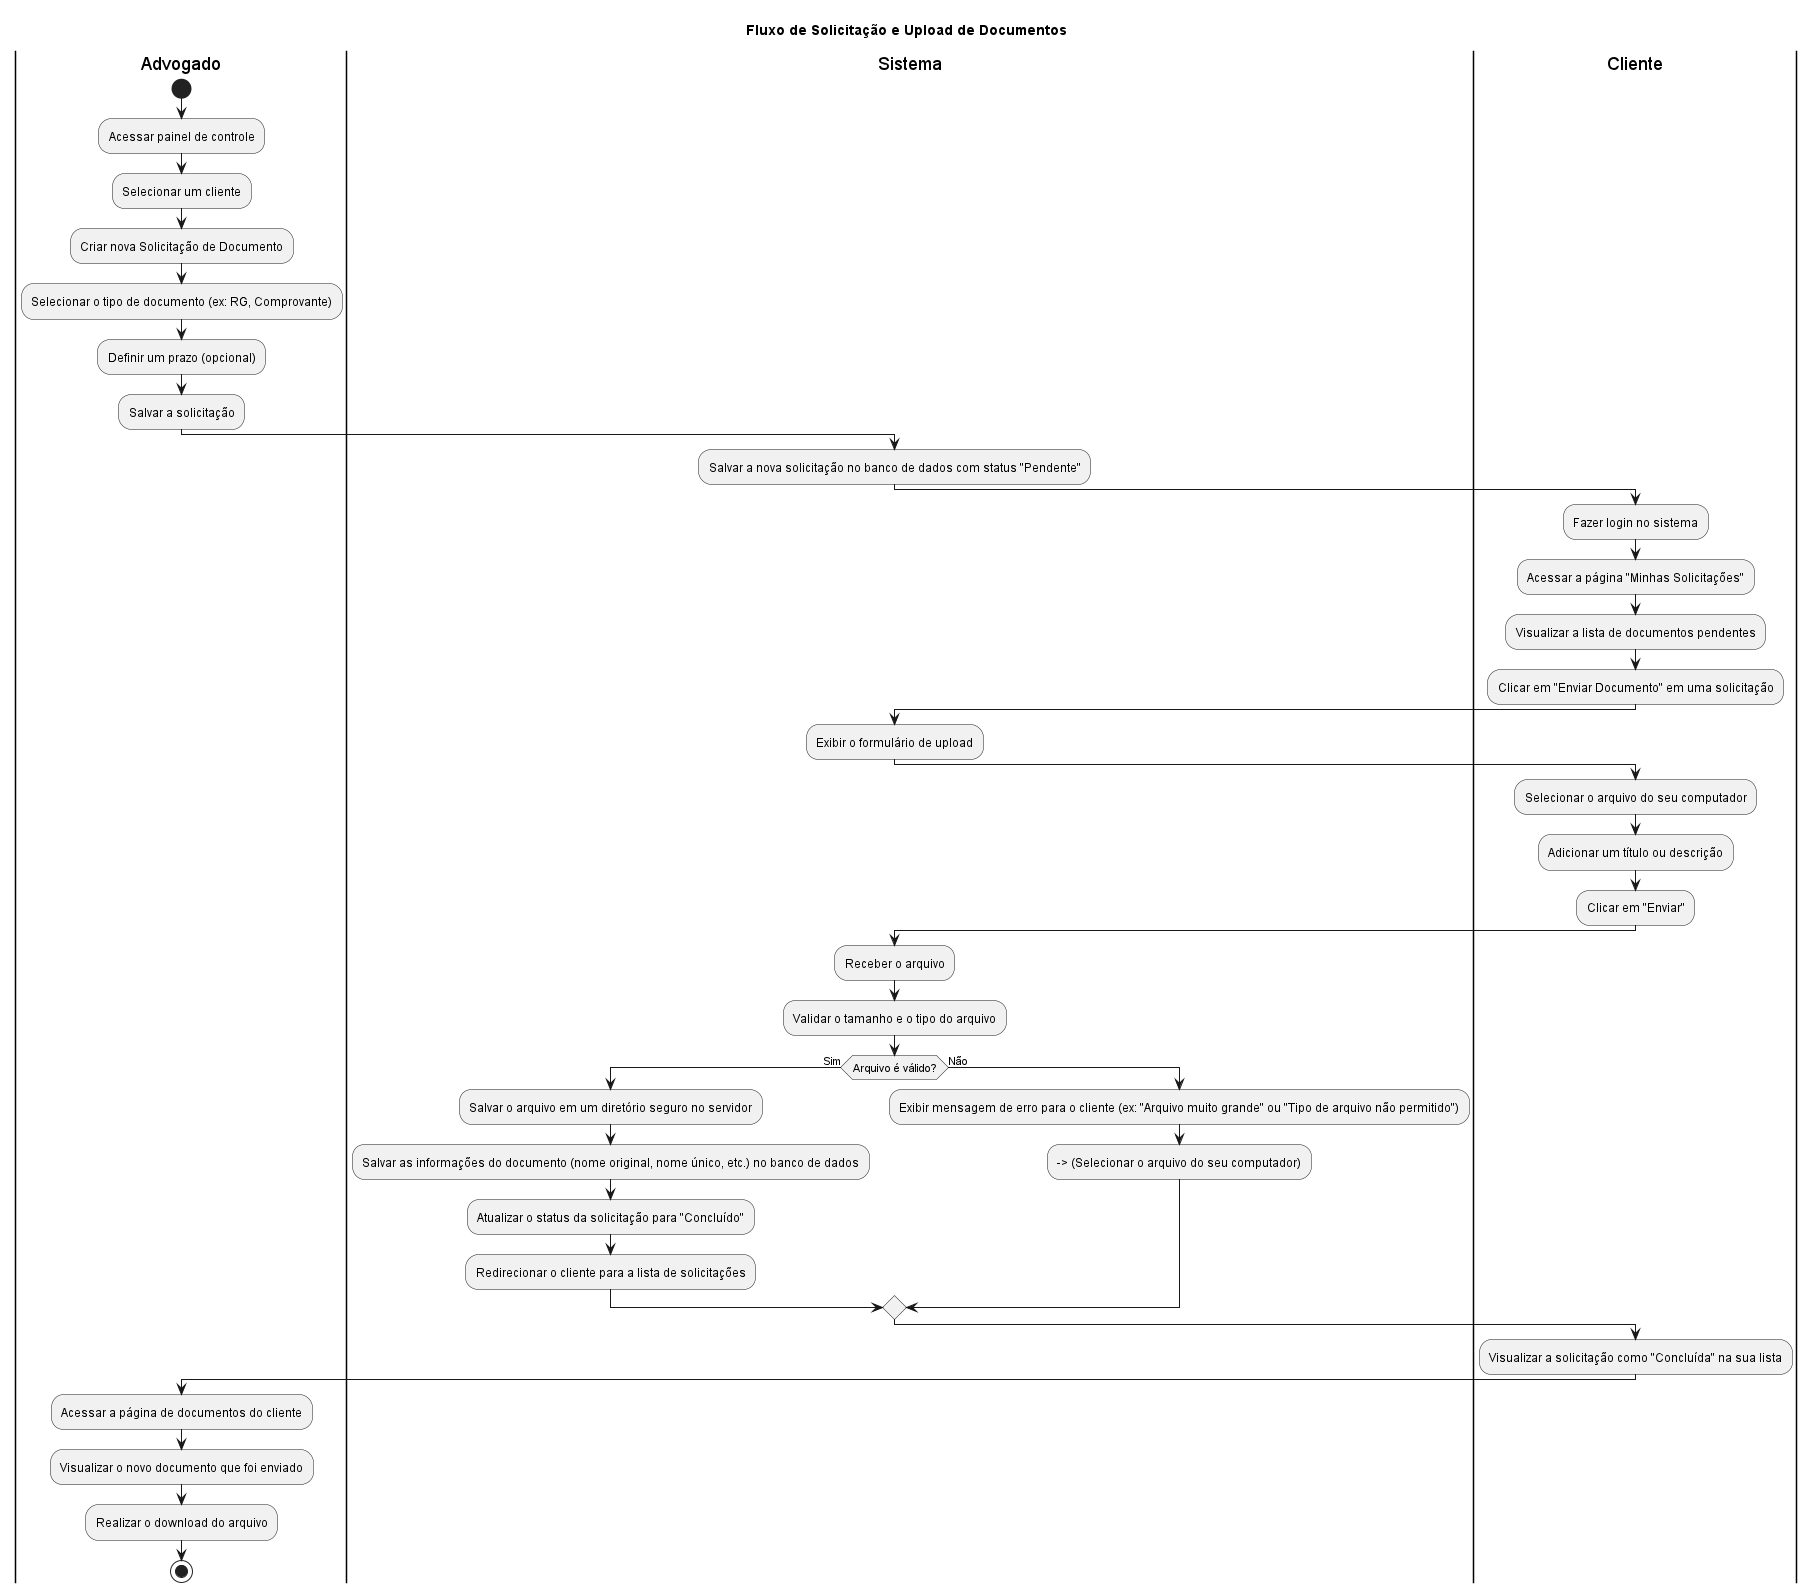 Fluxo de Solicitação e Upload de Documentos
Advogado
Sistema
Cliente
Acessar painel de controle
Selecionar um cliente
Criar nova Solicitação de Documento
Selecionar o tipo de documento (ex: RG, Comprovante)
Definir um prazo (opcional)
Salvar a solicitação
Salvar a nova solicitação no banco de dados com status "Pendente"
Fazer login no sistema
Acessar a página "Minhas Solicitações"
Visualizar a lista de documentos pendentes
Clicar em "Enviar Documento" em uma solicitação
Exibir o formulário de upload
Selecionar o arquivo do seu computador
Adicionar um título ou descrição
Clicar em "Enviar"
Receber o arquivo
Validar o tamanho e o tipo do arquivo
Sim
Arquivo é válido?
Não
Salvar o arquivo em um diretório seguro no servidor
Exibir mensagem de erro para o cliente (ex: "Arquivo muito grande" ou "Tipo de arquivo não permitido")
Salvar as informações do documento (nome original, nome único, etc.) no banco de dados
-> (Selecionar o arquivo do seu computador)
Atualizar o status da solicitação para "Concluído"
Redirecionar o cliente para a lista de solicitações
Visualizar a solicitação como "Concluída" na sua lista
Acessar a página de documentos do cliente
Visualizar o novo documento que foi enviado
Realizar o download do arquivo